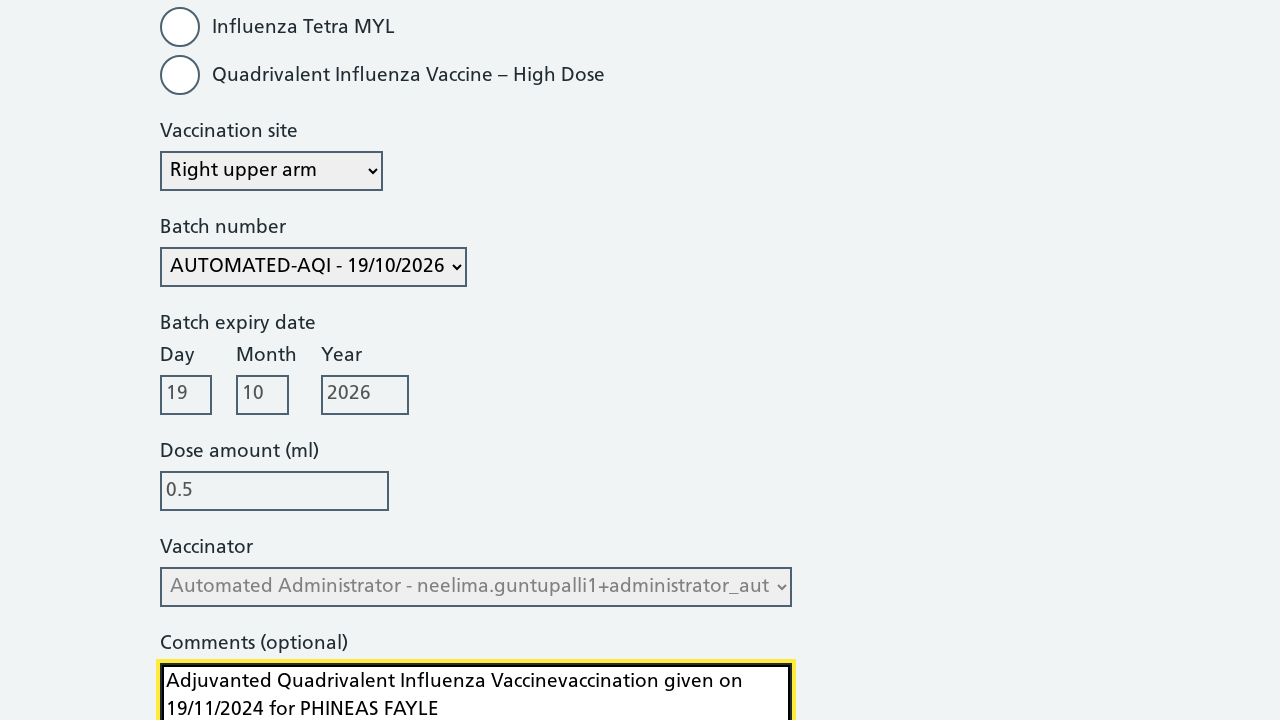 Influenza Tetra MYL
Quadrivalent Influenza Vaccine – High Dose
Vaccination site
Right upper arm
Batch number
AUTOMATED-AQI - 19/10/2026
Batch expiry date
Day Month Year
19 10 2026
Dose amount (ml)
0.5
Vaccinator
Automated Administrator - neelima.guntupalli1+administrator_aut
Comments (optional)
Adjuvanted Quadrivalent Influenza Vaccinevaccination given on
19/11/2024 for PHINEAS FAYLE